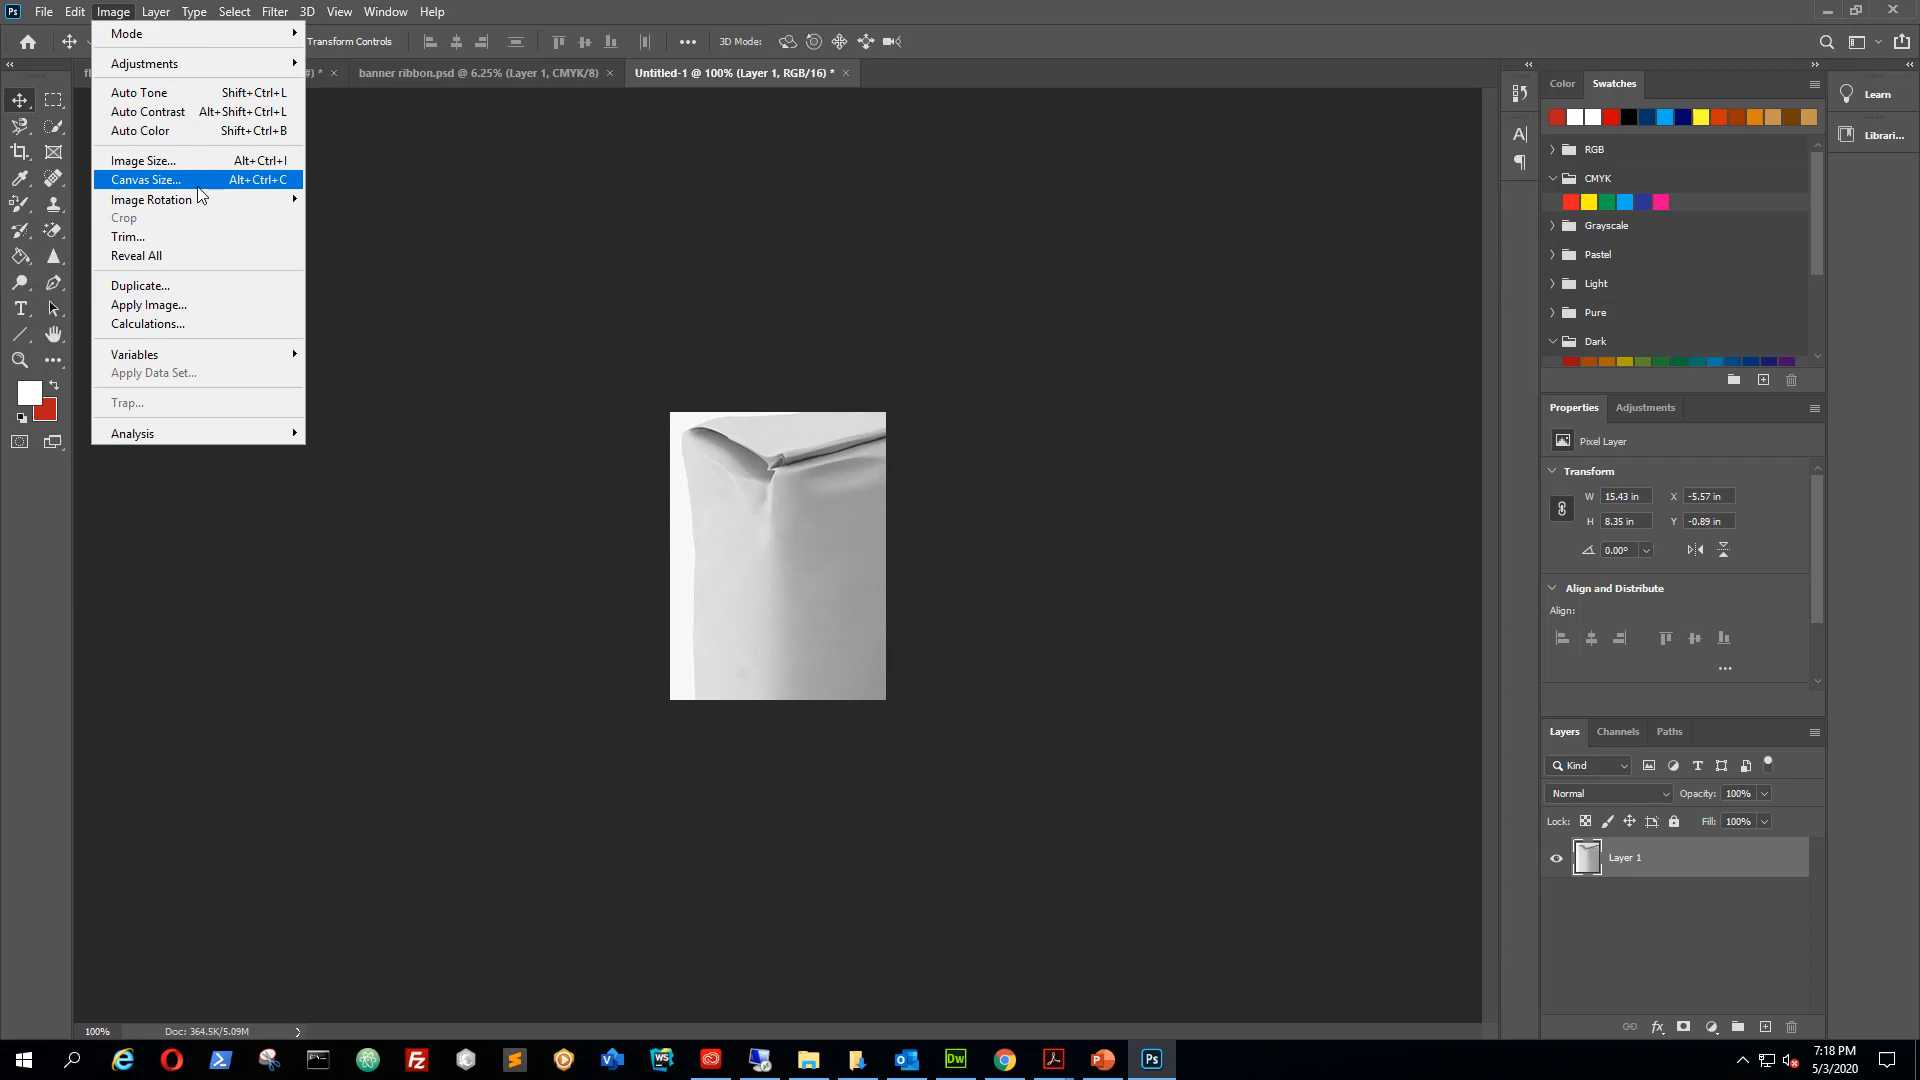 Ps File Edit Image Layer Type Select Filter 3D View Window Help
Transform Controls 3D Mode:
#) * × banner ribbon.psd @ 6.25% (Layer 1, CMYK/8) × Untitled-1 @ 100% (Layer 1, RGB/16) * ×
Mode
Adjustments
Auto Tone Shift+Ctrl+L
Auto Contrast Alt+Shift+Ctrl+L
Auto Color Shift+Ctrl+B
Image Size... Alt+Ctrl+I
Canvas Size... Alt+Ctrl+C
Image Rotation
Crop
Trim...
Reveal All
Duplicate...
Apply Image...
Calculations...
Variables
Apply Data Set...
Trap...
Analysis
Color Swatches
RGB
CMYK
Grayscale
Pastel
Light
Pure
Dark
Learn
Librari...
Properties Adjustments
Pixel Layer
Transform
W 15.43 in X -5.57 in
H 8.35 in Y -0.89 in
0.00°
Align and Distribute
Align:
Layers Channels Paths
Kind
Normal Opacity: 100%
Lock: Fill: 100%
Layer 1
100% Doc: 364.5K/5.09M
7:18 PM
5/3/2020